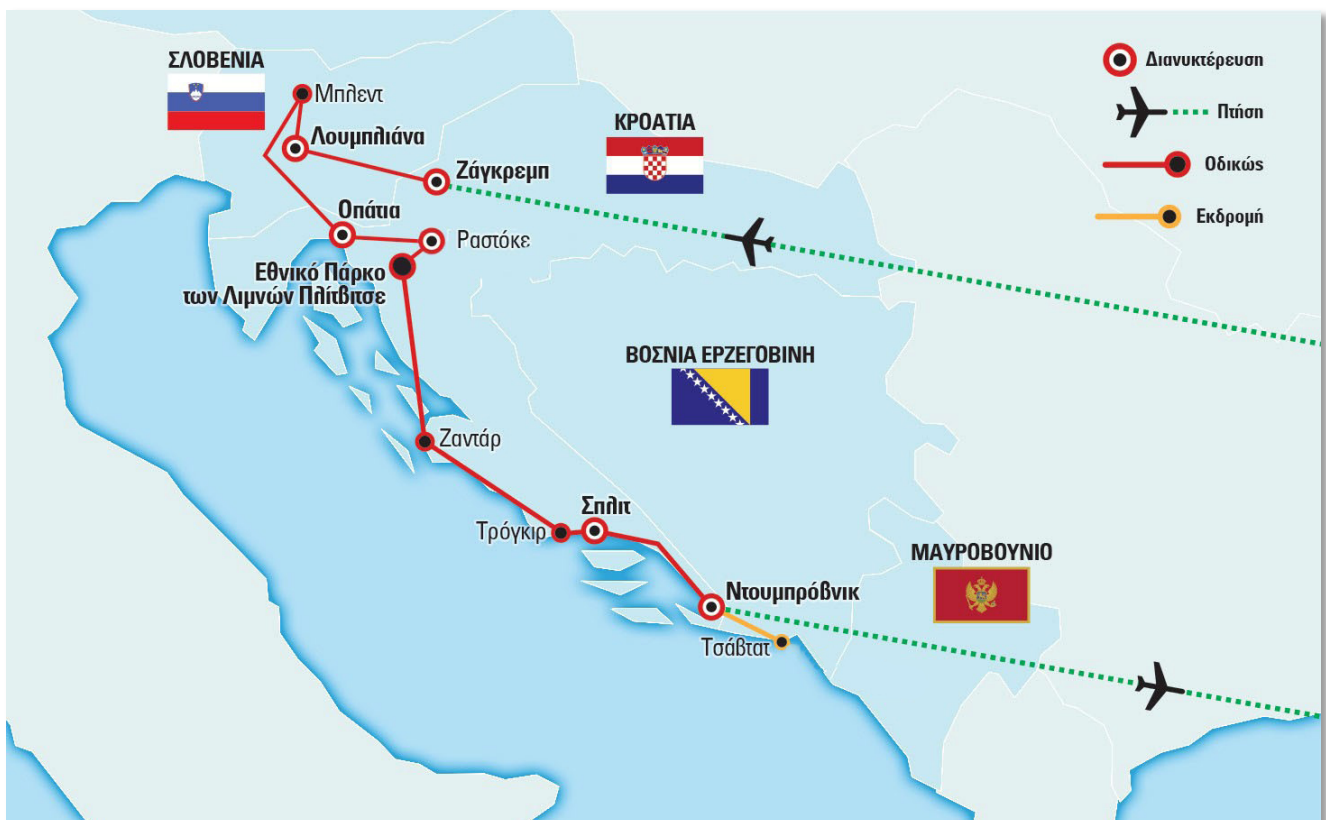 ΣΛΟΒΕΝΙΑ
Μπλεντ
Λουμπλιάνα
ΚΡΟΑΤΙΑ
Ζάγκρεμπ
Διανυκτέρευση
Πτήση
Οδικώς
Εκδρομή
Οπάτια
Ραστόκε
Εθνικό Πάρκο
των Λιμνών Πλίτβιτσε
ΒΟΣΝΙΑ ΕΡΖΕΓΟΒΙΝΗ
Ζαντάρ
Σπλιτ
Τρόγκιρ
ΜΑΥΡΟΒΟΥΝΙΟ
Ντουμπρόβνικ
Τσάβτατ